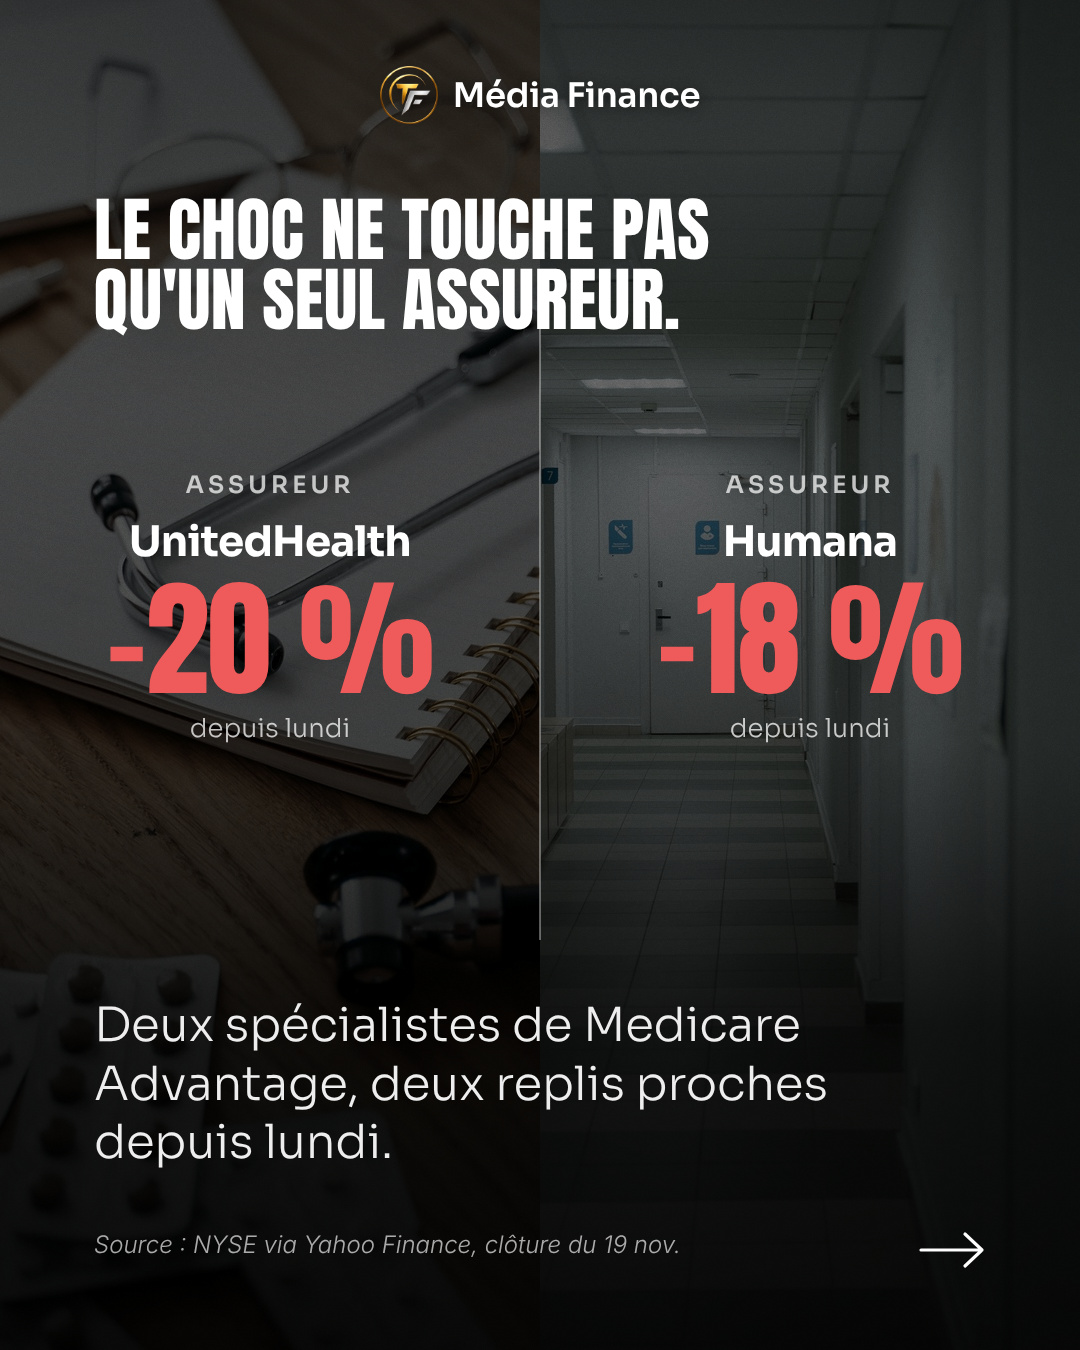 Média Finance
LE CHOC NE TOUCHE PAS
QU'UN SEUL ASSUREUR.
ASSUREUR
UnitedHealth
-20 %
depuis lundi
7
ASSUREUR
Humana
-18 %
depuis lundi
Deux spécialistes de Medicare
Advantage, deux replis proches
depuis lundi.
Source : NYSE via Yahoo Finance, clôture du 19 nov.